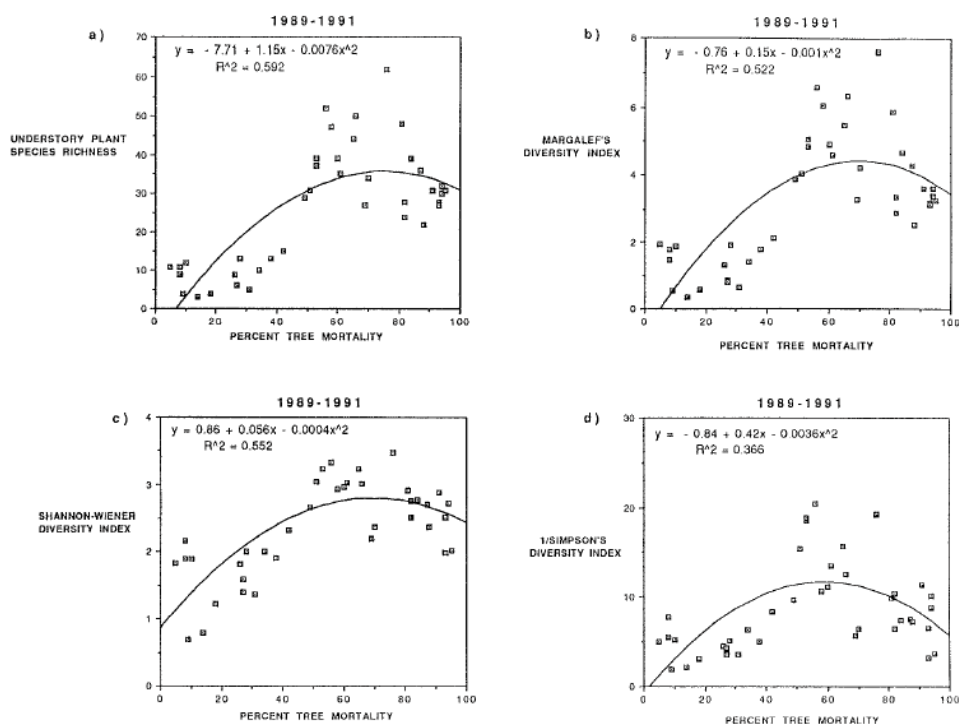 1989-1991
a)
y = - 7.71 + 1.15x - 0.0076x^2
R^2 = 0.592
UNDERSTORY PLANT
SPECIES RICHNESS
70
60
50
40
30
20
10
0
0 20 40 60 80 100
PERCENT TREE MORTALITY
1989-1991
b)
y = - 0.76 + 0.15x - 0.001x^2
R^2 = 0.522
MARGALEF'S
DIVERSITY INDEX
8
6
4
2
0
0 20 40 60 80 100
PERCENT TREE MORTALITY
1989-1991
c)
y = 0.86 + 0.056x - 0.0004x^2
R^2 = 0.552
SHANNON-WIENER
DIVERSITY INDEX
4
3
2
1
0
0 20 40 60 80 100
PERCENT TREE MORTALITY
1989-1991
d)
y = - 0.84 + 0.42x - 0.0036x^2
R^2 = 0.366
1/SIMPSON'S
DIVERSITY INDEX
30
20
10
0
0 20 40 60 80 100
PERCENT TREE MORTALITY